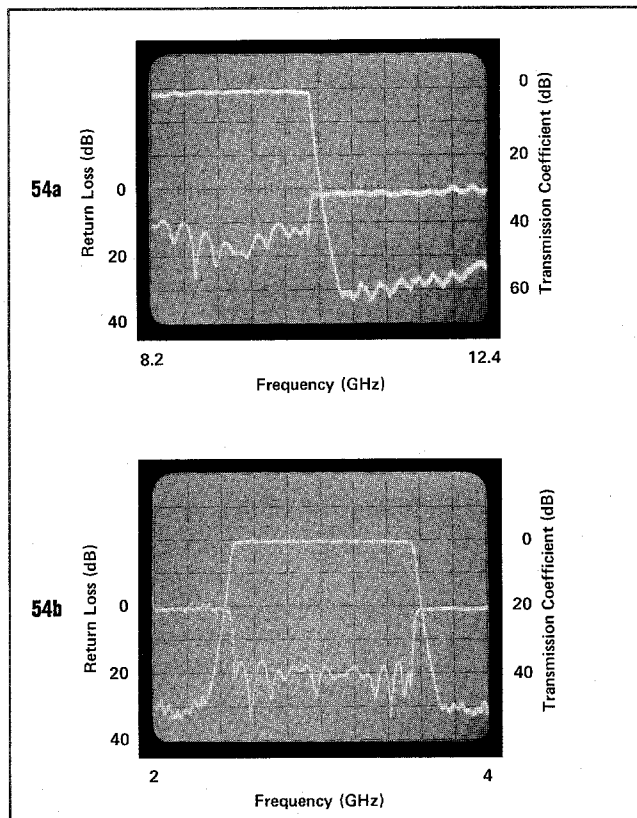 54a
Return Loss (dB)
0
20
40
0
20
40
60
Transmission Coefficient (dB)
8.2
12.4
Frequency (GHz)
54b
Return Loss (dB)
0
20
40
0
20
40
Transmission Coefficient (dB)
2
4
Frequency (GHz)